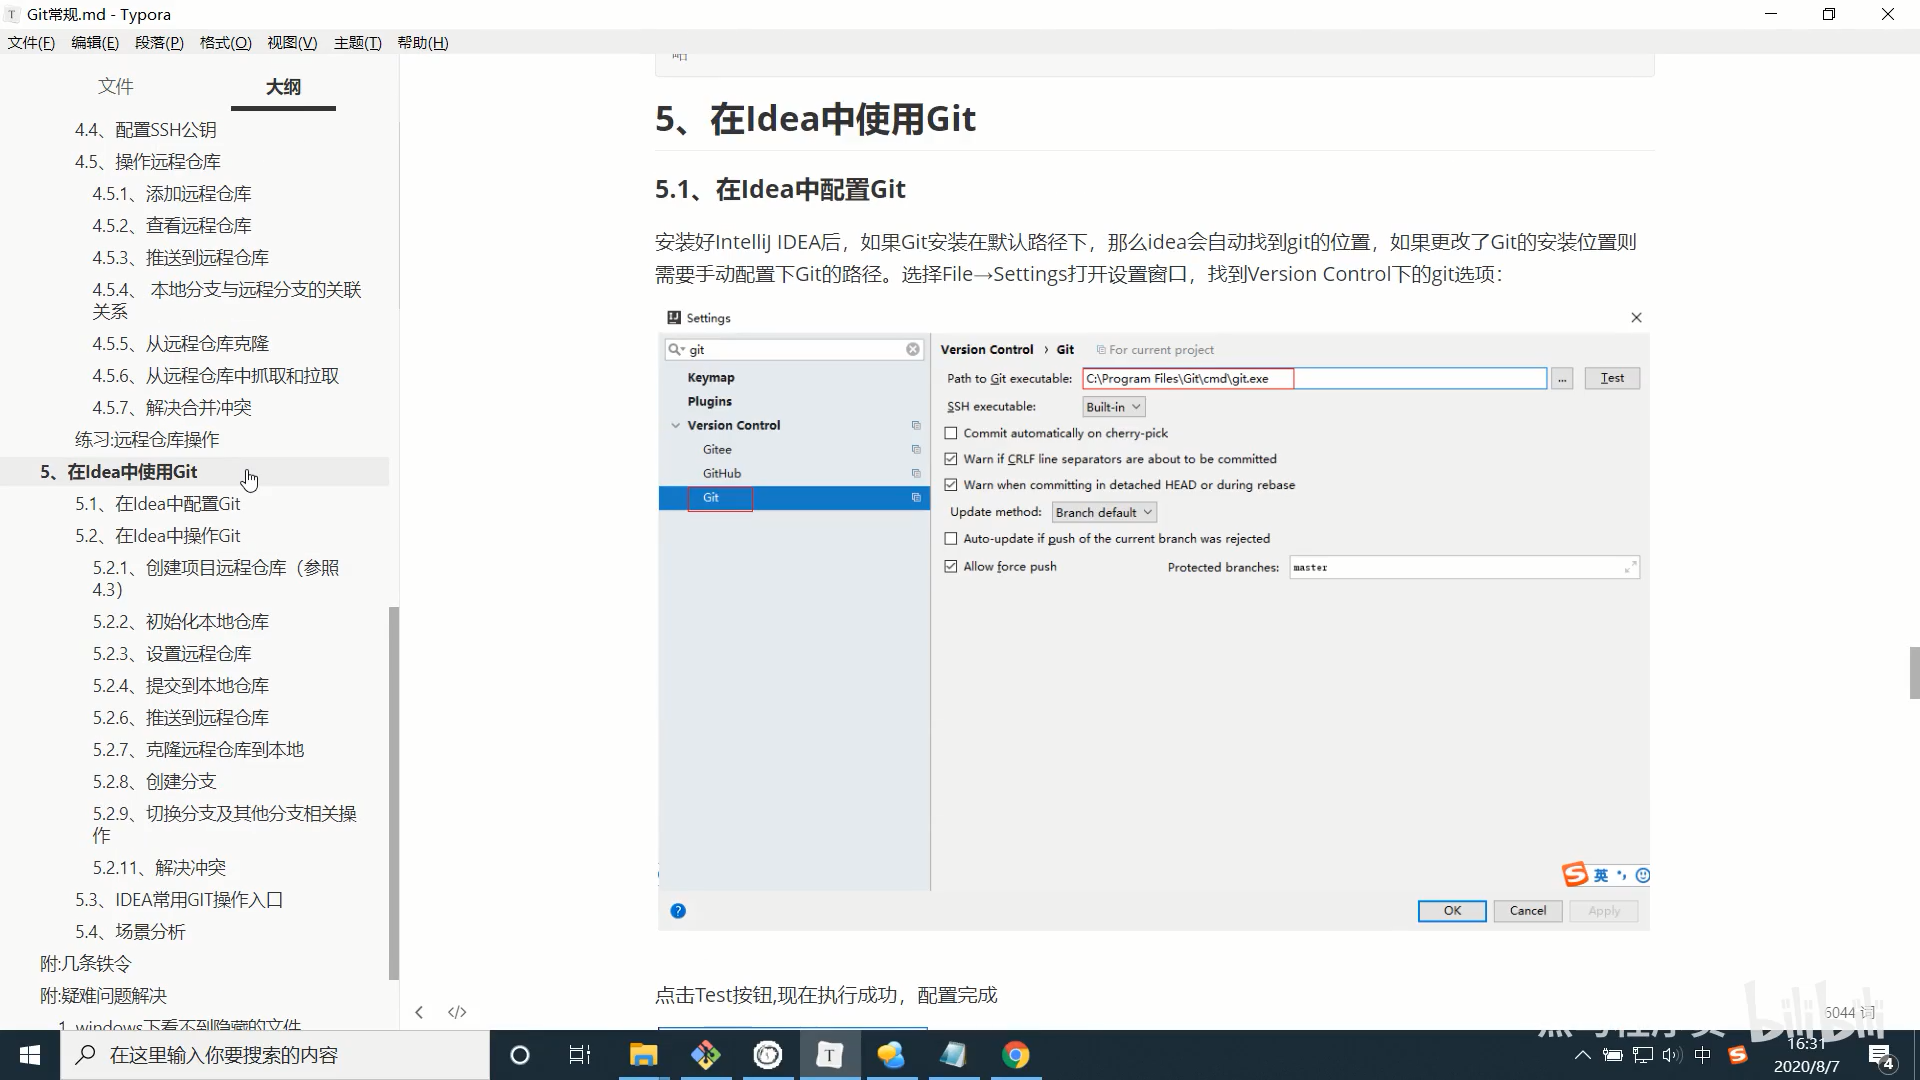 Git常规.md - Typora
文件(F) 编辑(E) 段落(P) 格式(O) 视图(V) 主题(T) 帮助(H)
文件 大纲
4.4、配置SSH公钥
4.5、操作远程仓库
4.5.1、添加远程仓库
4.5.2、查看远程仓库
4.5.3、推送到远程仓库
4.5.4、 本地分支与远程分支的关联
关系
4.5.5、从远程仓库克隆
4.5.6、从远程仓库中抓取和拉取
4.5.7、解决合并冲突
练习:远程仓库操作
5、在Idea中使用Git
5.1、在Idea中配置Git
5.2、在Idea中操作Git
5.2.1、创建项目远程仓库（参照
4.3）
5.2.2、初始化本地仓库
5.2.3、设置远程仓库
5.2.4、提交到本地仓库
5.2.6、推送到远程仓库
5.2.7、克隆远程仓库到本地
5.2.8、创建分支
5.2.9、切换分支及其他分支相关操
作
5.2.11、解决冲突
5.3、IDEA常用GIT操作入口
5.4、场景分析
附:几条铁令
附:疑难问题解决
1. windows下看不到隐藏的文件
5、在Idea中使用Git
5.1、在Idea中配置Git
安装好IntelliJ IDEA后，如果Git安装在默认路径下，那么idea会自动找到git的位置，如果更改了Git的安装位置则
需要手动配置下Git的路径。选择File→Settings打开设置窗口，找到Version Control下的git选项：
Settings
git
Keymap
Plugins
Version Control
Gitee
GitHub
Git
Version Control › Git For current project
Path to Git executable: C:\Program Files\Git\cmd\git.exe ... Test
SSH executable: Built-in
Commit automatically on cherry-pick
Warn if CRLF line separators are about to be committed
Warn when committing in detached HEAD or during rebase
Update method: Branch default
Auto-update if push of the current branch was rejected
Allow force push Protected branches: master
英
OK Cancel Apply
点击Test按钮,现在执行成功，配置完成
6044 词
bilibili
在这里输入你要搜索的内容
中
16:31
2020/8/7
4